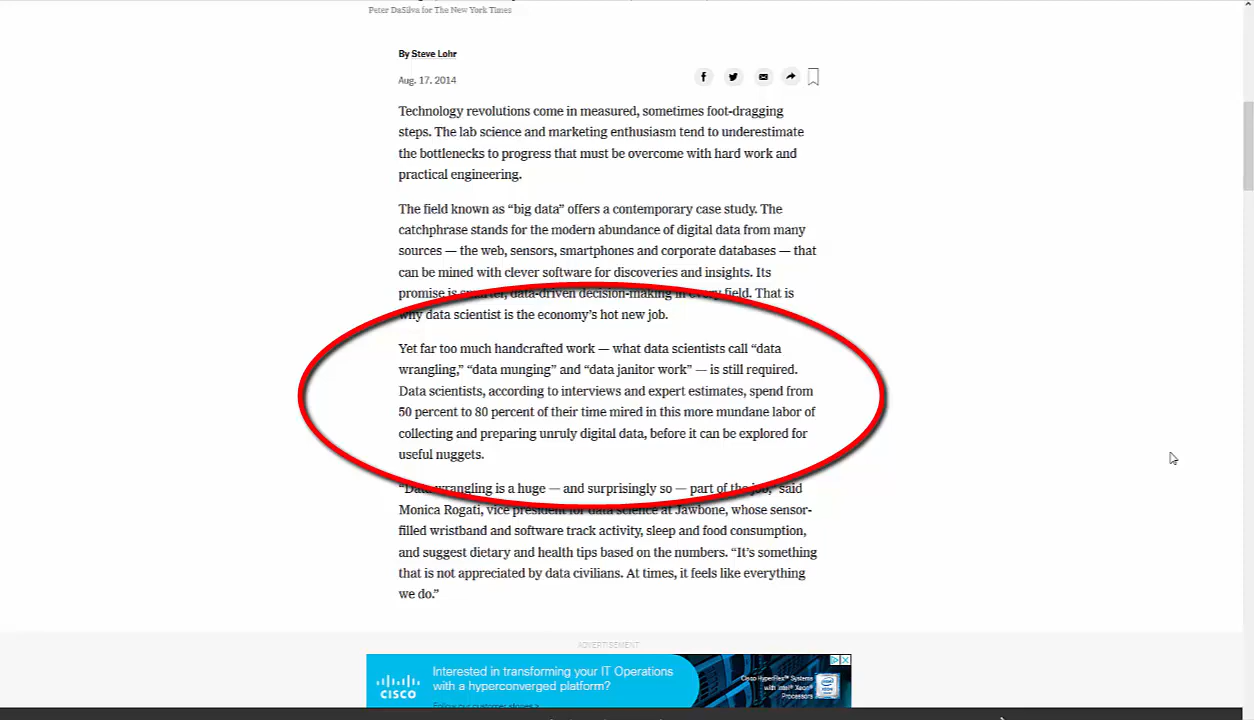 Peter DaSilva for The New York Times
By Steve Lohr
Aug. 17, 2014
Technology revolutions come in measured, sometimes foot-dragging
steps. The lab science and marketing enthusiasm tend to underestimate
the bottlenecks to progress that must be overcome with hard work and
practical engineering.
The field known as “big data” offers a contemporary case study. The
catchphrase stands for the modern abundance of digital data from many
sources — the web, sensors, smartphones and corporate databases — that
can be mined with clever software for discoveries and insights. Its
promise is smarter, data-driven decision-making in every field. That is
why data scientist is the economy’s hot new job.
Yet far too much handcrafted work — what data scientists call “data
wrangling,” “data munging” and “data janitor work” — is still required.
Data scientists, according to interviews and expert estimates, spend from
50 percent to 80 percent of their time mired in this more mundane labor of
collecting and preparing unruly digital data, before it can be explored for
useful nuggets.
“Data wrangling is a huge — and surprisingly so — part of the job,” said
Monica Rogati, vice president for data science at Jawbone, whose sensor-
filled wristband and software track activity, sleep and food consumption,
and suggest dietary and health tips based on the numbers. “It’s something
that is not appreciated by data civilians. At times, it feels like everything
we do.”
ADVERTISEMENT
CISCO
Interested in transforming your IT Operations
with a hyperconverged platform?
Follow our customer stories >
Cisco HyperFlex™ Systems
with Intel® Xeon®
Processors